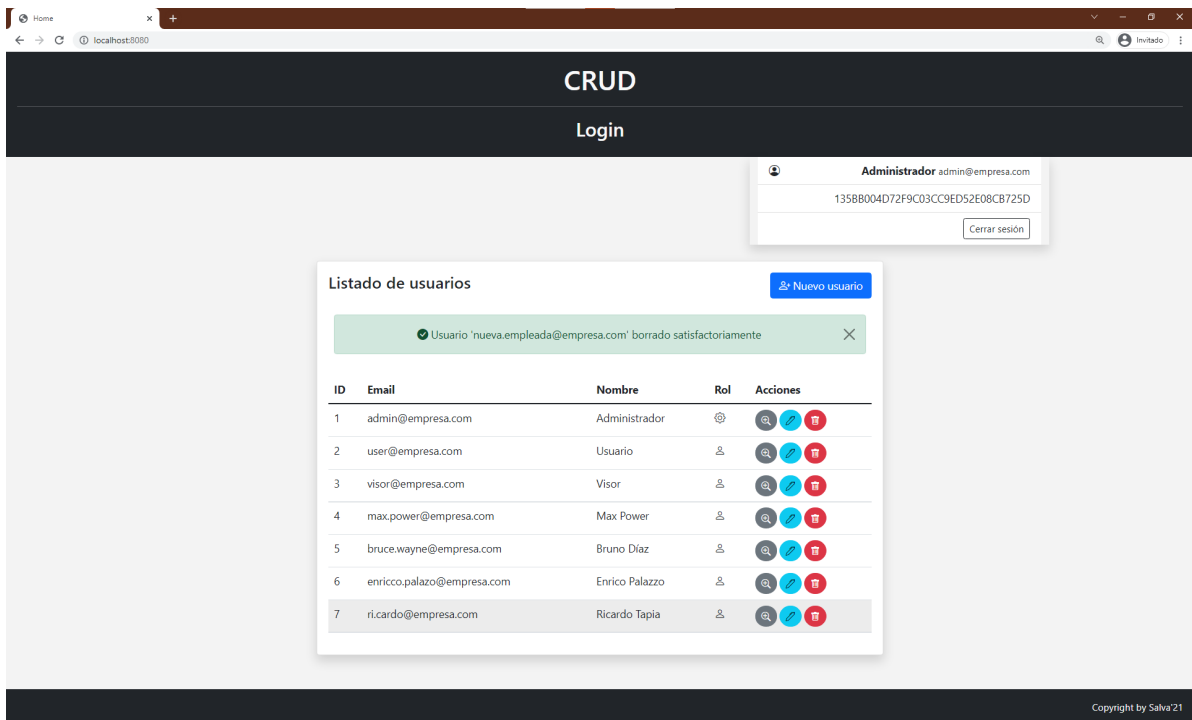 Home
localhost:8080
Invitado
CRUD
Login
Administrador admin@empresa.com
135BB004D72F9C03CC9ED52E08CB725D
Cerrar sesión
Listado de usuarios
Nuevo usuario
Usuario 'nueva.empleada@empresa.com' borrado satisfactoriamente
ID Email Nombre Rol Acciones
1 admin@empresa.com Administrador
2 user@empresa.com Usuario
3 visor@empresa.com Visor
4 max.power@empresa.com Max Power
5 bruce.wayne@empresa.com Bruno Díaz
6 enricco.palazo@empresa.com Enrico Palazzo
7 ri.cardo@empresa.com Ricardo Tapia
Copyright by Salva'21